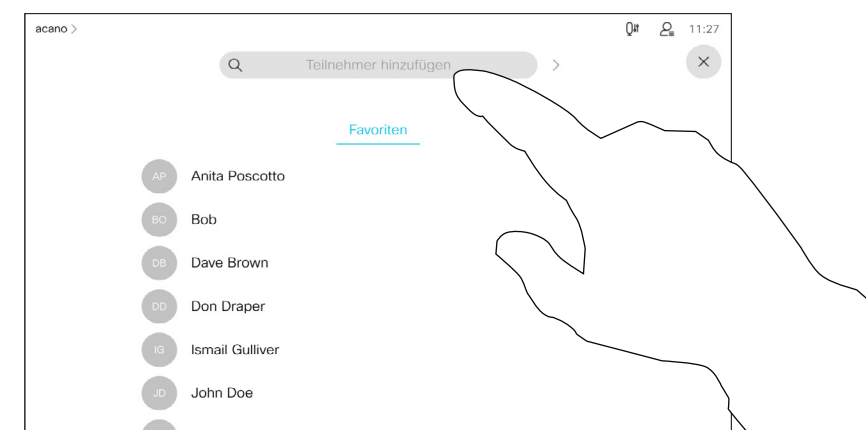 acano
11:27
Teilnehmer hinzufügen
Favoriten
AP Anita Poscotto
BO Bob
DB Dave Brown
DD Don Draper
IG Ismail Gulliver
JD John Doe